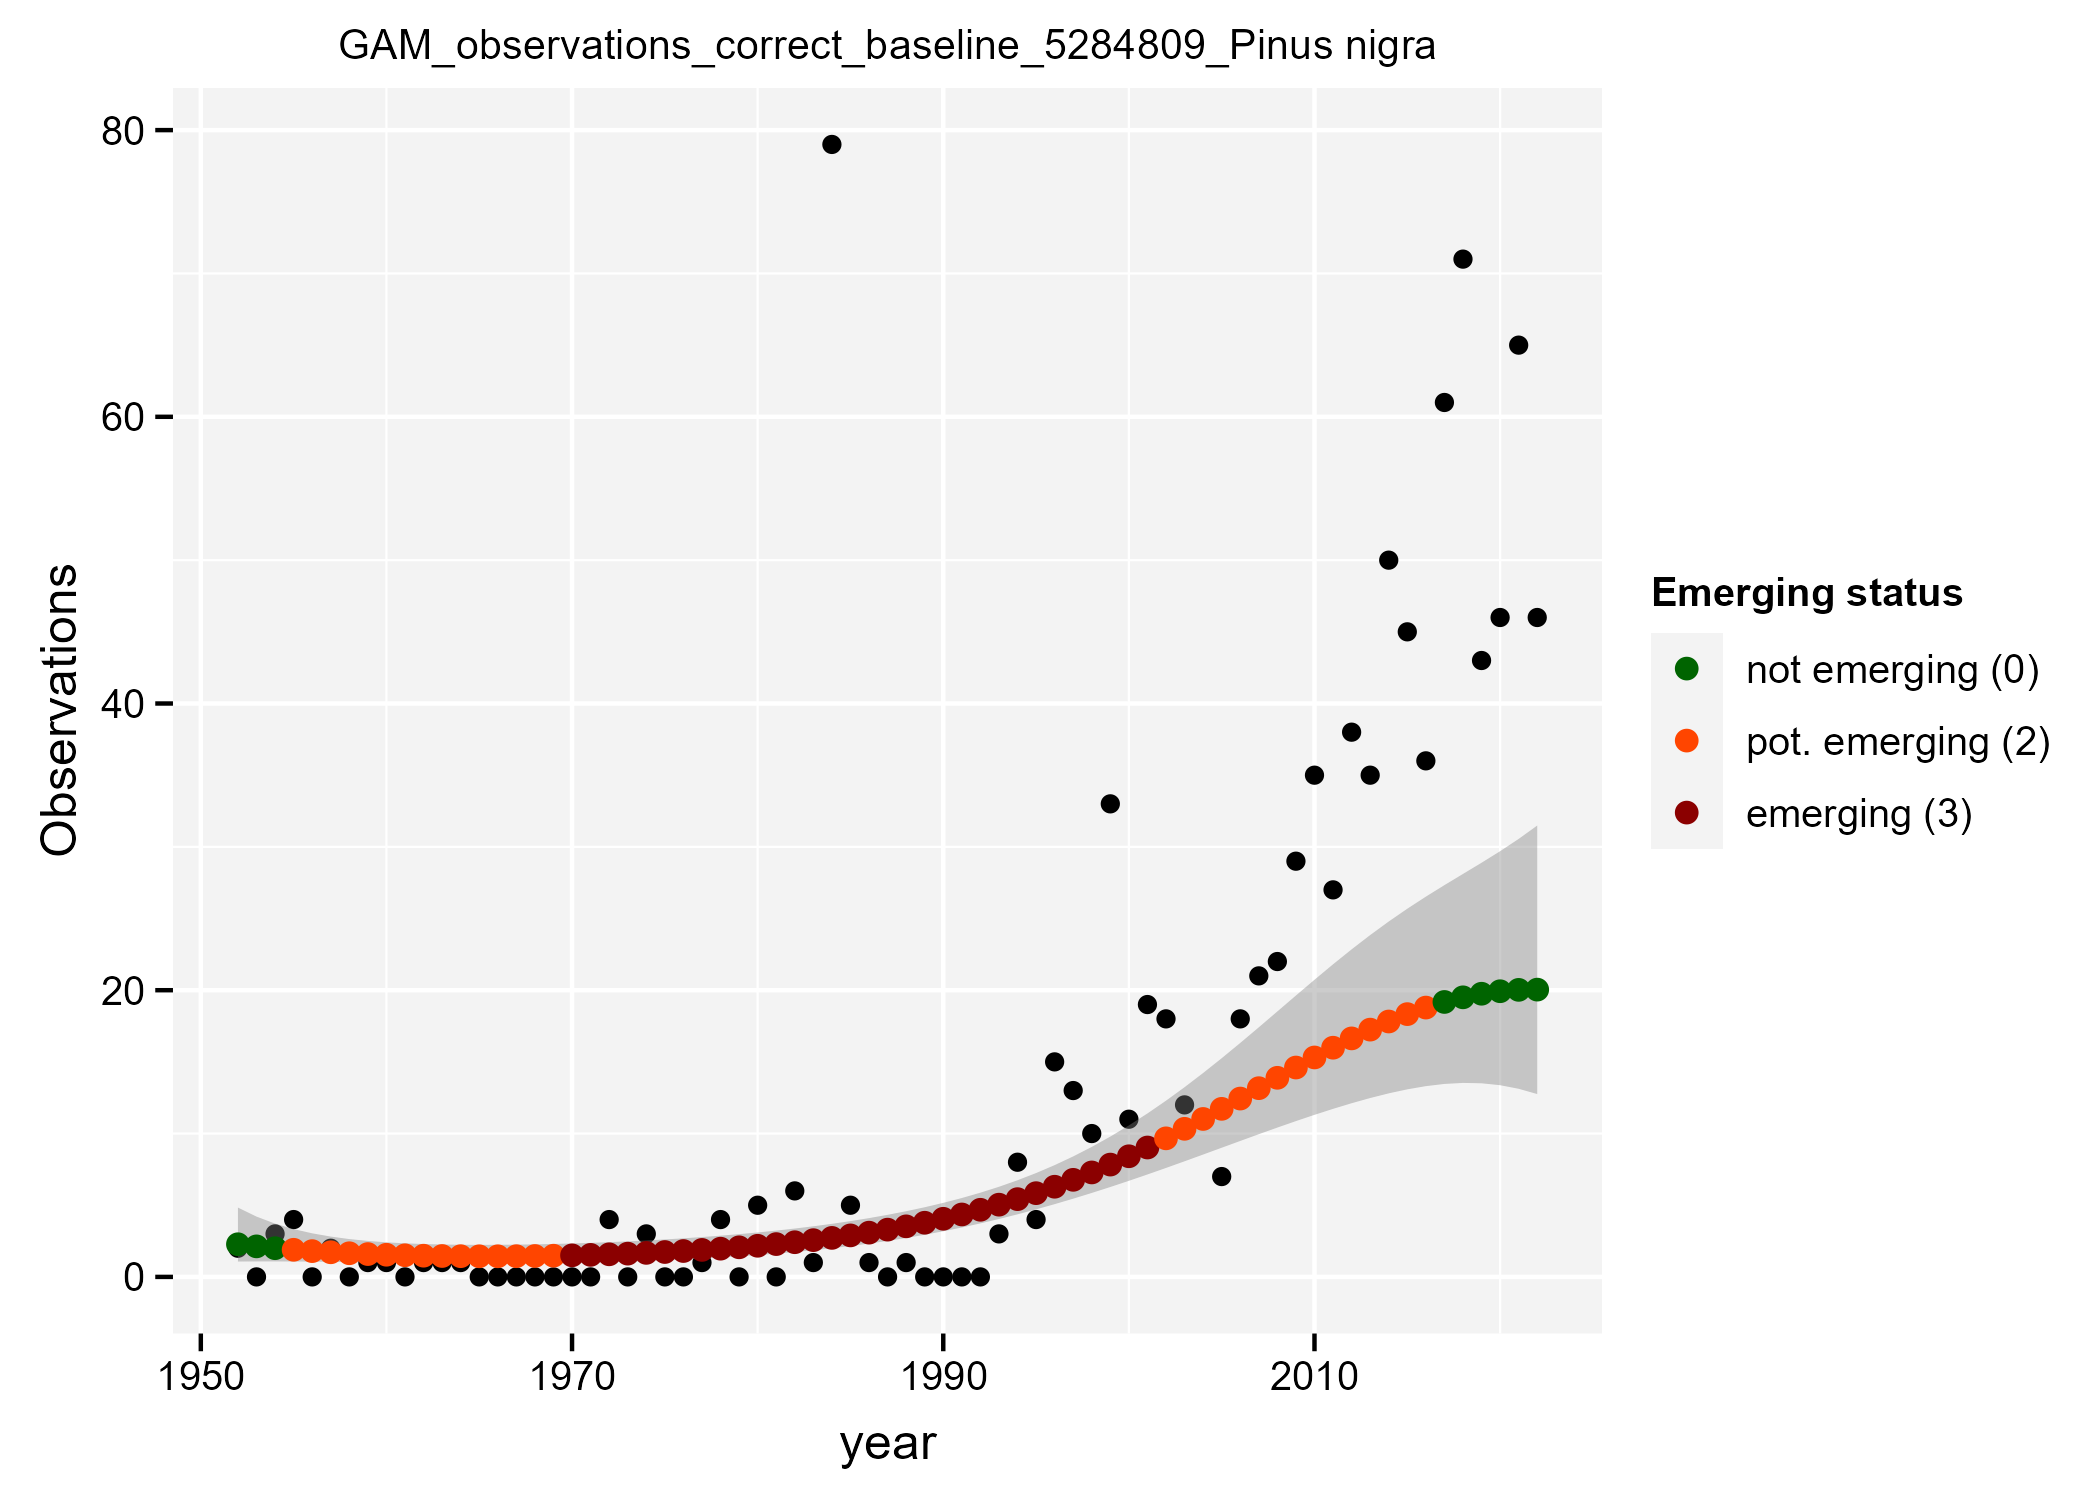 GAM_observations_correct_baseline_5284809_Pinus nigra
80
60
40
20
0
Observations
1950
1970
1990
2010
year
Emerging status
not emerging (0)
pot. emerging (2)
emerging (3)